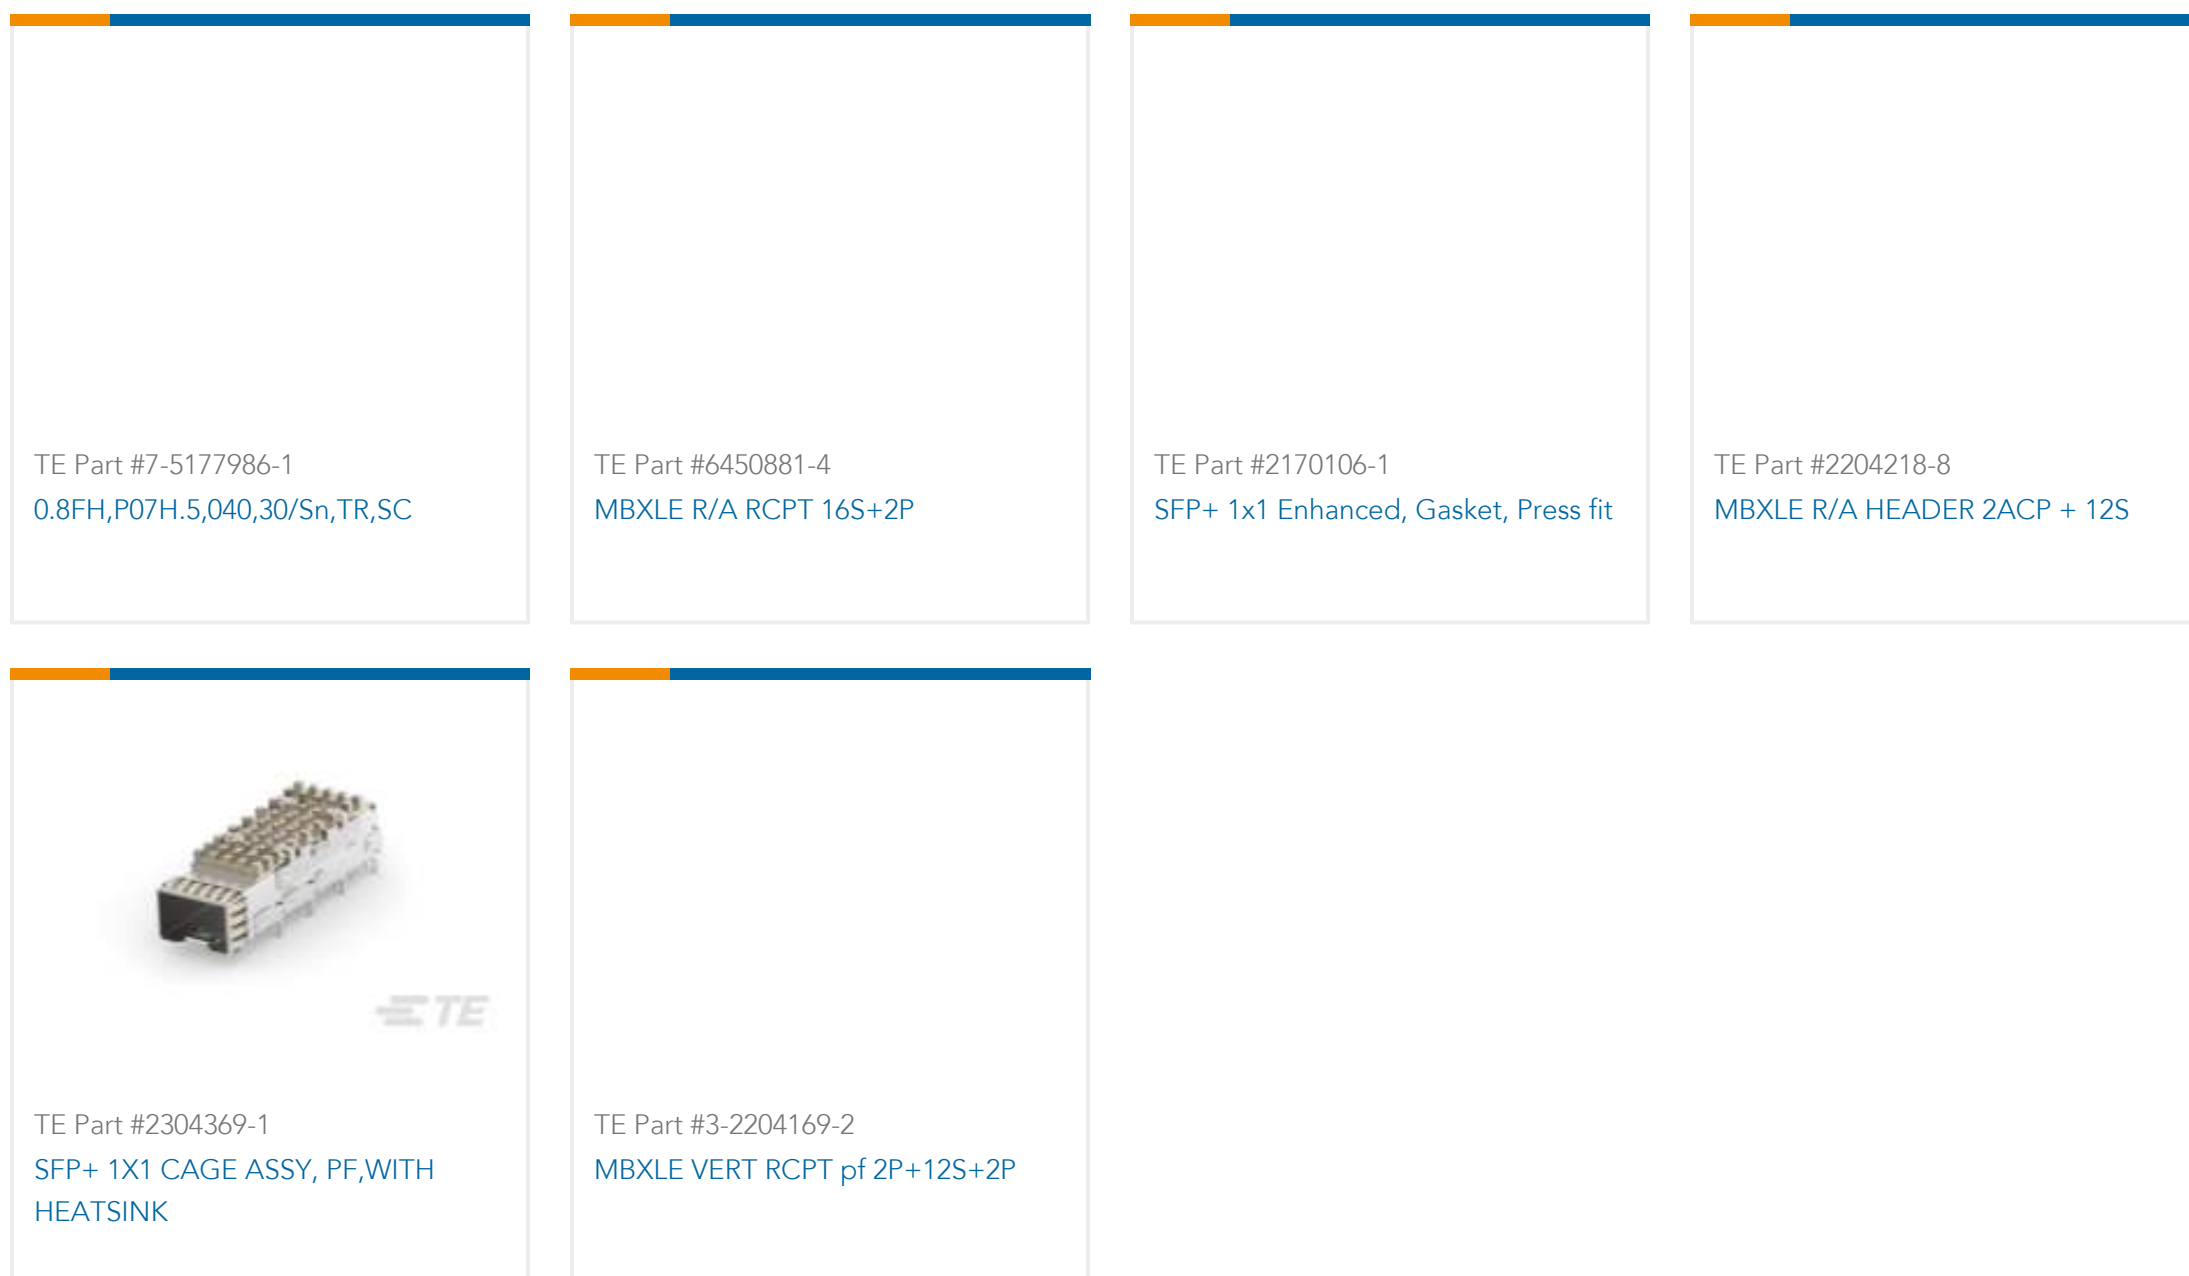 TE Part #7-5177986-1
0.8FH,P07H.5,040,30/Sn,TR,SC
TE Part #6450881-4
MBXLE R/A RCPT 16S+2P
TE Part #2170106-1
SFP+ 1x1 Enhanced, Gasket, Press fit
TE Part #2204218-8
MBXLE R/A HEADER 2ACP + 12S
TE
TE Part #2304369-1
SFP+ 1X1 CAGE ASSY, PF,WITH
HEATSINK
TE Part #3-2204169-2
MBXLE VERT RCPT pf 2P+12S+2P